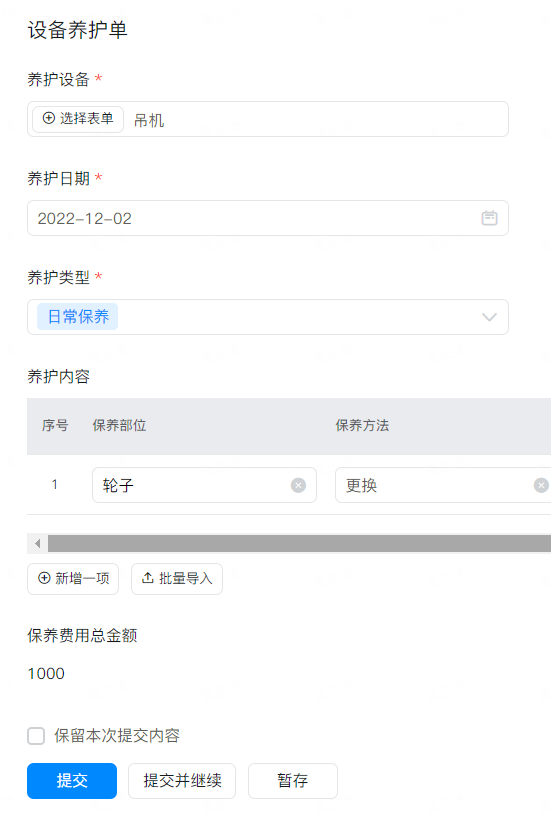 设备养护单
养护设备 *
选择表单 吊机
养护日期 *
2022-12-02
养护类型 *
日常保养
养护内容
序号 保养部位 保养方法
1 轮子 更换
新增一项 批量导入
保养费用总金额
1000
保留本次提交内容
提交 提交并继续 暂存